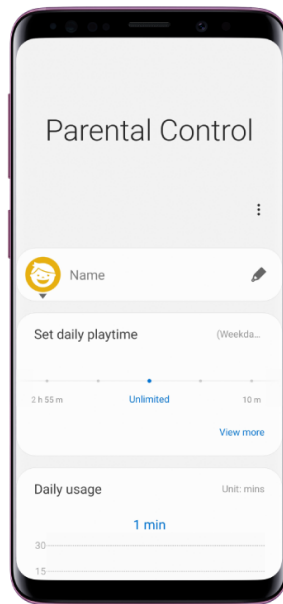 Parental Control
Name
Set daily playtime (Weekda...
2 h 55 m Unlimited 10 m
View more
Daily usage Unit: mins
1 min
30
15